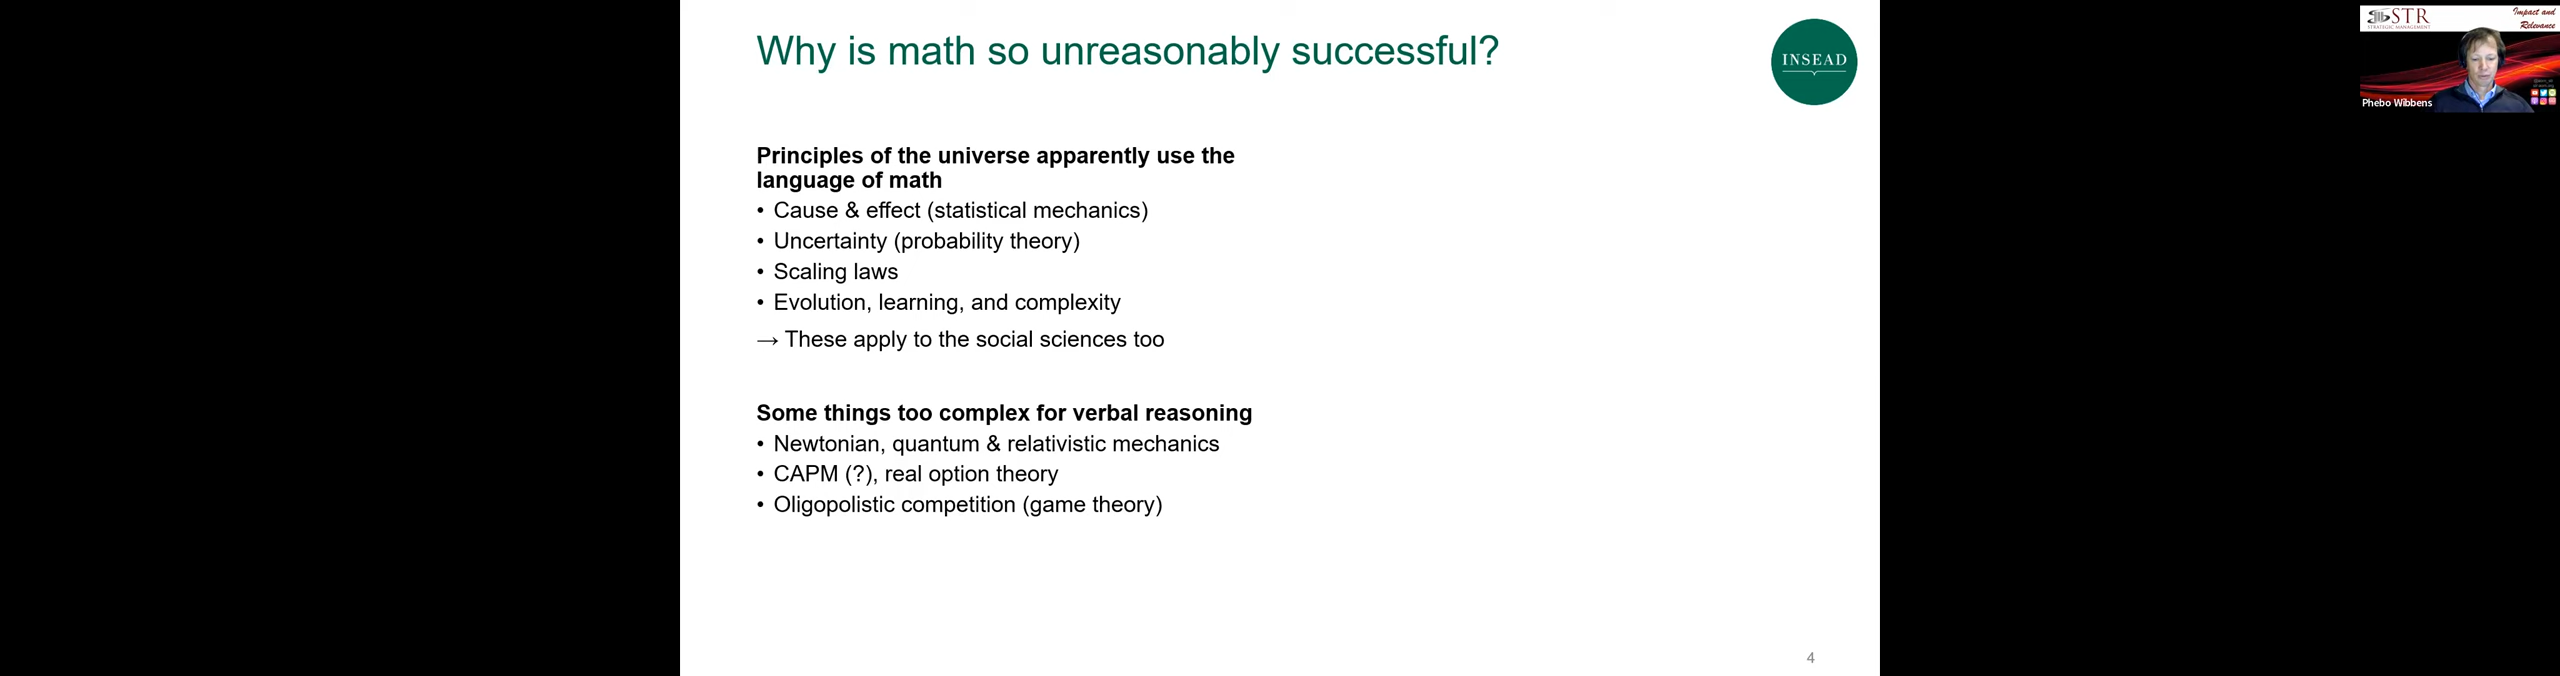 Why is math so unreasonably successful?
INSEAD
Principles of the universe apparently use the
language of math
• Cause & effect (statistical mechanics)
• Uncertainty (probability theory)
• Scaling laws
• Evolution, learning, and complexity
→ These apply to the social sciences too
Some things too complex for verbal reasoning
• Newtonian, quantum & relativistic mechanics
• CAPM (?), real option theory
• Oligopolistic competition (game theory)
4
STR
STRATEGIC MANAGEMENT
Impact and
Relevance
Phebo Wibbens